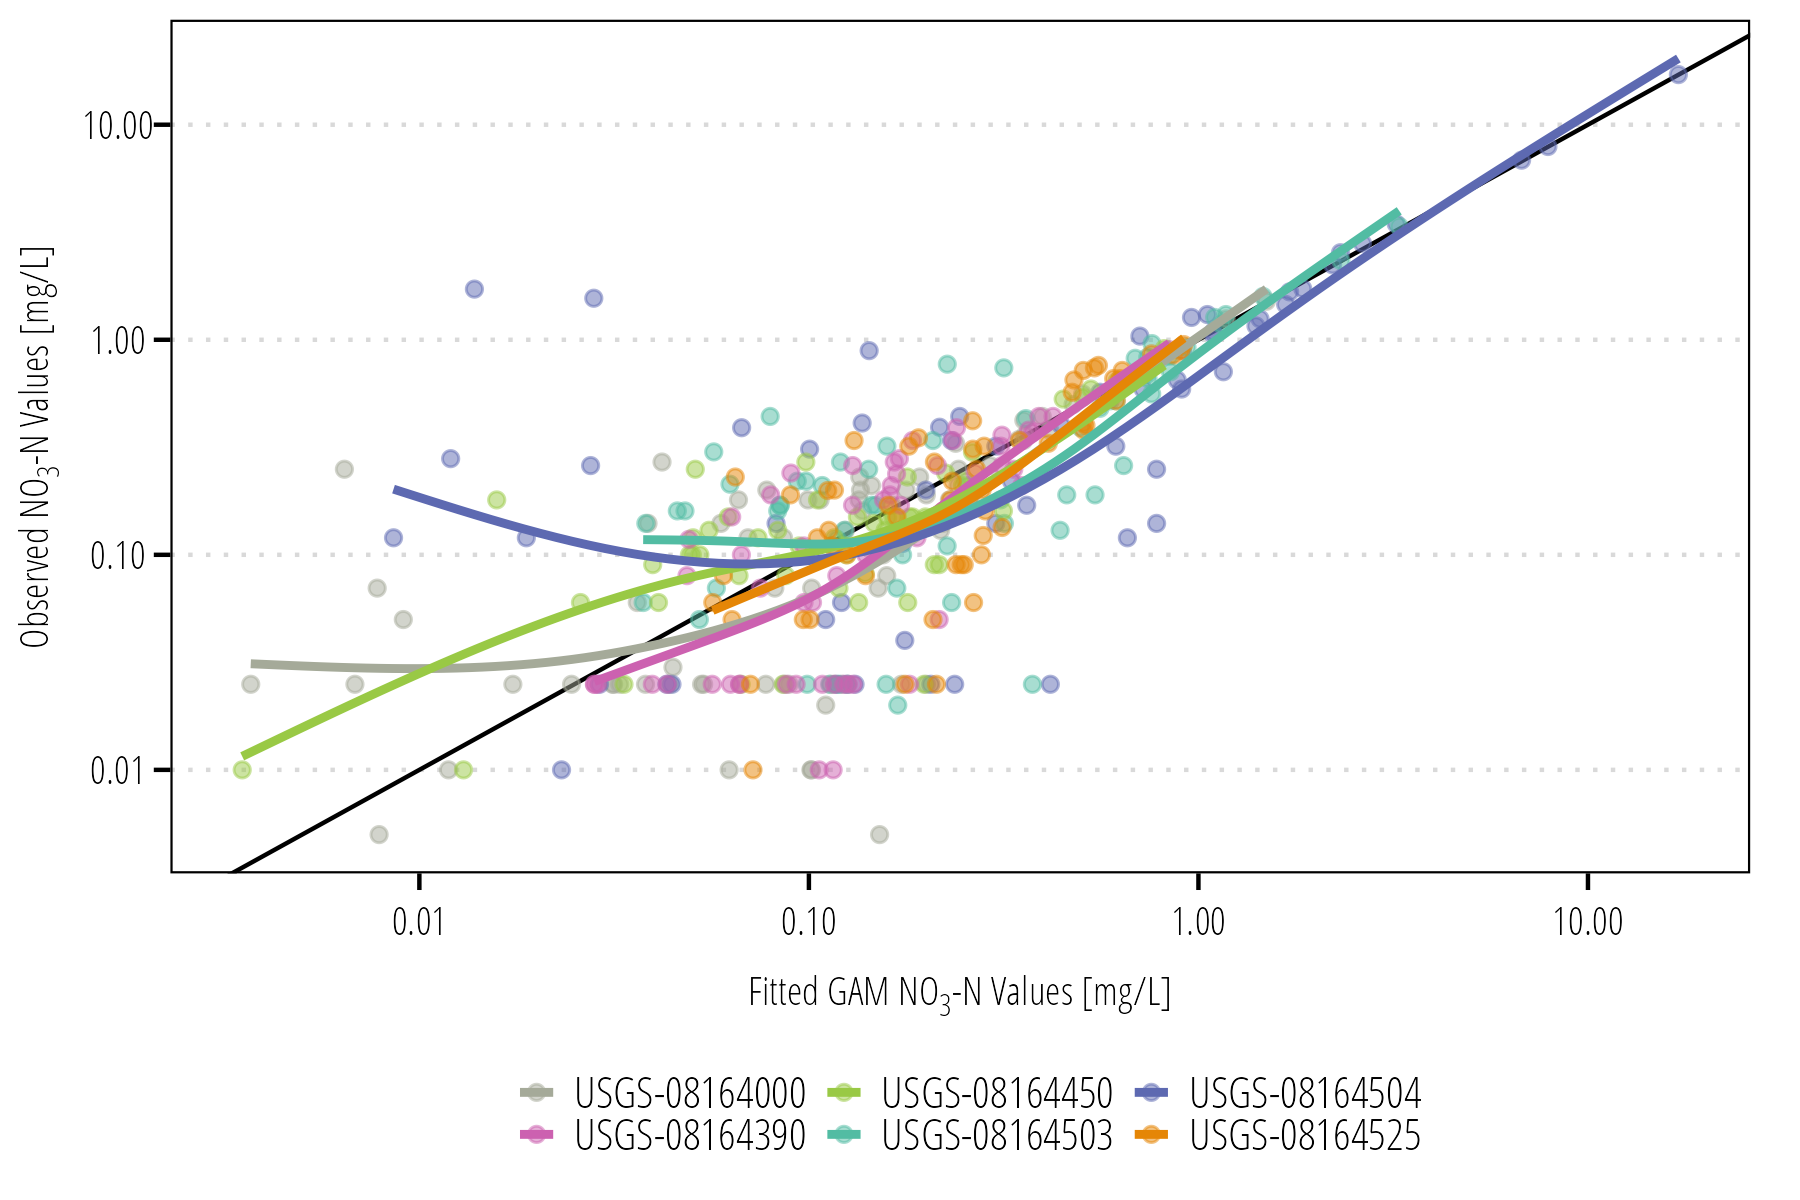 Observed NO₃-N Values [mg/L]
10.00
1.00
0.10
0.01
0.01 0.10 1.00 10.00
Fitted GAM NO₃-N Values [mg/L]
USGS-08164000 USGS-08164450 USGS-08164504
USGS-08164390 USGS-08164503 USGS-08164525